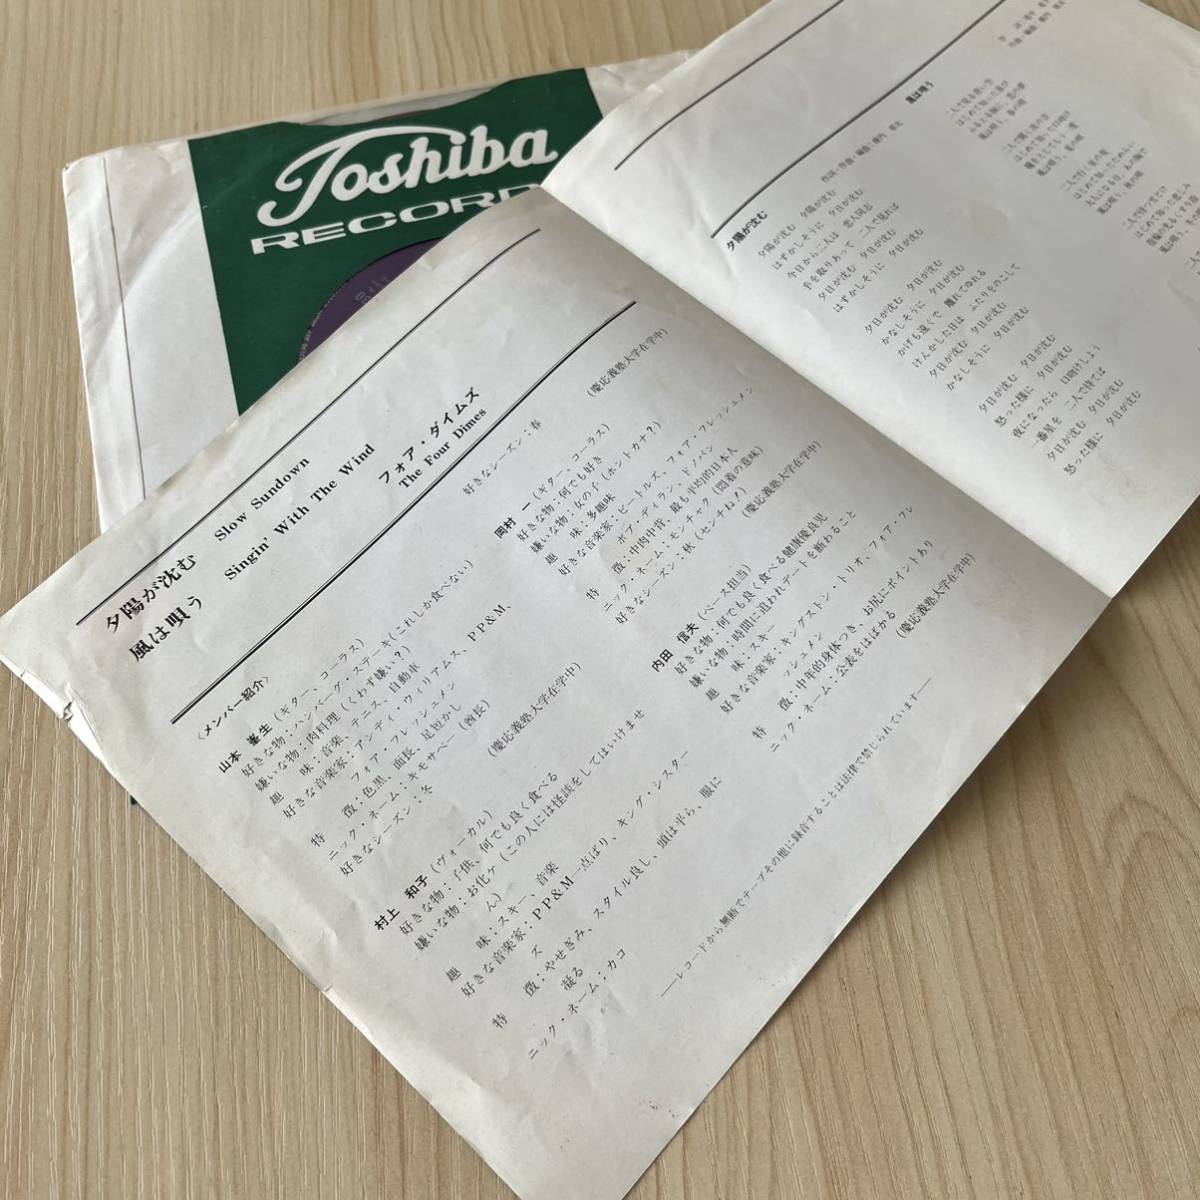 Toshiba
RECORD
夕陽が沈む Slow Sundown
風は唄う Singin' With The Wind
フォア・ダイムズ
The Four Dimes
〈メンバー紹介〉
山本 峯生(ギター、コーラス)
好きな物:ハンバーグ・ステーキ(これしか食べない)
嫌いな物:肉料理(くわず嫌い?)
趣 味:音楽、テニス、自動車
好きな音楽家:アンディ・ウィリアムス、PP&M、
フォア・フレッシュメン
特 徴:色黒、面長、足短かし
ニック・ネーム:キモサベー(酋長)
好きなシーズン:冬
(慶応義塾大学在学中)
村上 和子(ヴォーカル)
好きな物:子供、何でも良く食べる
嫌いな物:お化ケ(この人には怪談をしてはいけませ
ん)
趣 味:スキー、音楽
好きな音楽家:PP&M一点ばり、キング・シスター
ズ
特 徴:やせぎみ、スタイル良し、頭は平ら、服に
凝る
ニック・ネーム:カコ
好きなシーズン:春
(慶応義塾大学在学中)
岡村 一(ギター、コーラス)
好きな物:何でも好き
嫌いな物:女の子(ホントカナ?)
趣 味:多趣味
好きな音楽家:ビートルズ、フォア・フレッシュメン
ボブ・ディラン、ドノバン
特 徴:中肉中背、最も平均的日本人
ニック・ネーム:モンチャク(悶着の意味)
好きなシーズン:秋(センチね!)
(慶応義塾大学在学中)
内田 信夫(ベース担当)
好きな物:何でも良く食べる健康優良児
嫌いな物:時間に追われデートを断わること
趣 味:スキー
好きな音楽家:キングストン・トリオ、フォア・フレ
ッシュメン
特 徴:中年的身体つき、お尻にポイントあり
ニック・ネーム:公表をはばかる
(慶応義塾大学在学中)
―レコードから無断でテープその他に録音することは法律で禁じられています―
夕陽が沈む
夕陽が沈む 夕陽が沈む
はずかしそうに 夕日が沈む
今日から二人は 恋人同志
手を取りあって 二人で見れば
夕日が沈む 夕日が沈む
はずかしそうに 夕日が沈む
夕日が沈む 夕日が沈む
かなしそうに 夕日が沈む
かげも遠くで 離れてゆれる
けんかした日は ふたりをのこして
夕日が沈む 夕日が沈む
かなしそうに 夕日が沈む
夕日が沈む 夕日が沈む
怒った様に 夕日が沈む
夜になったら 口喧けしよう
一番星を 二人で待てば
夕日が沈む 夕日が沈む
怒った様に 夕日が沈む
風は唄う